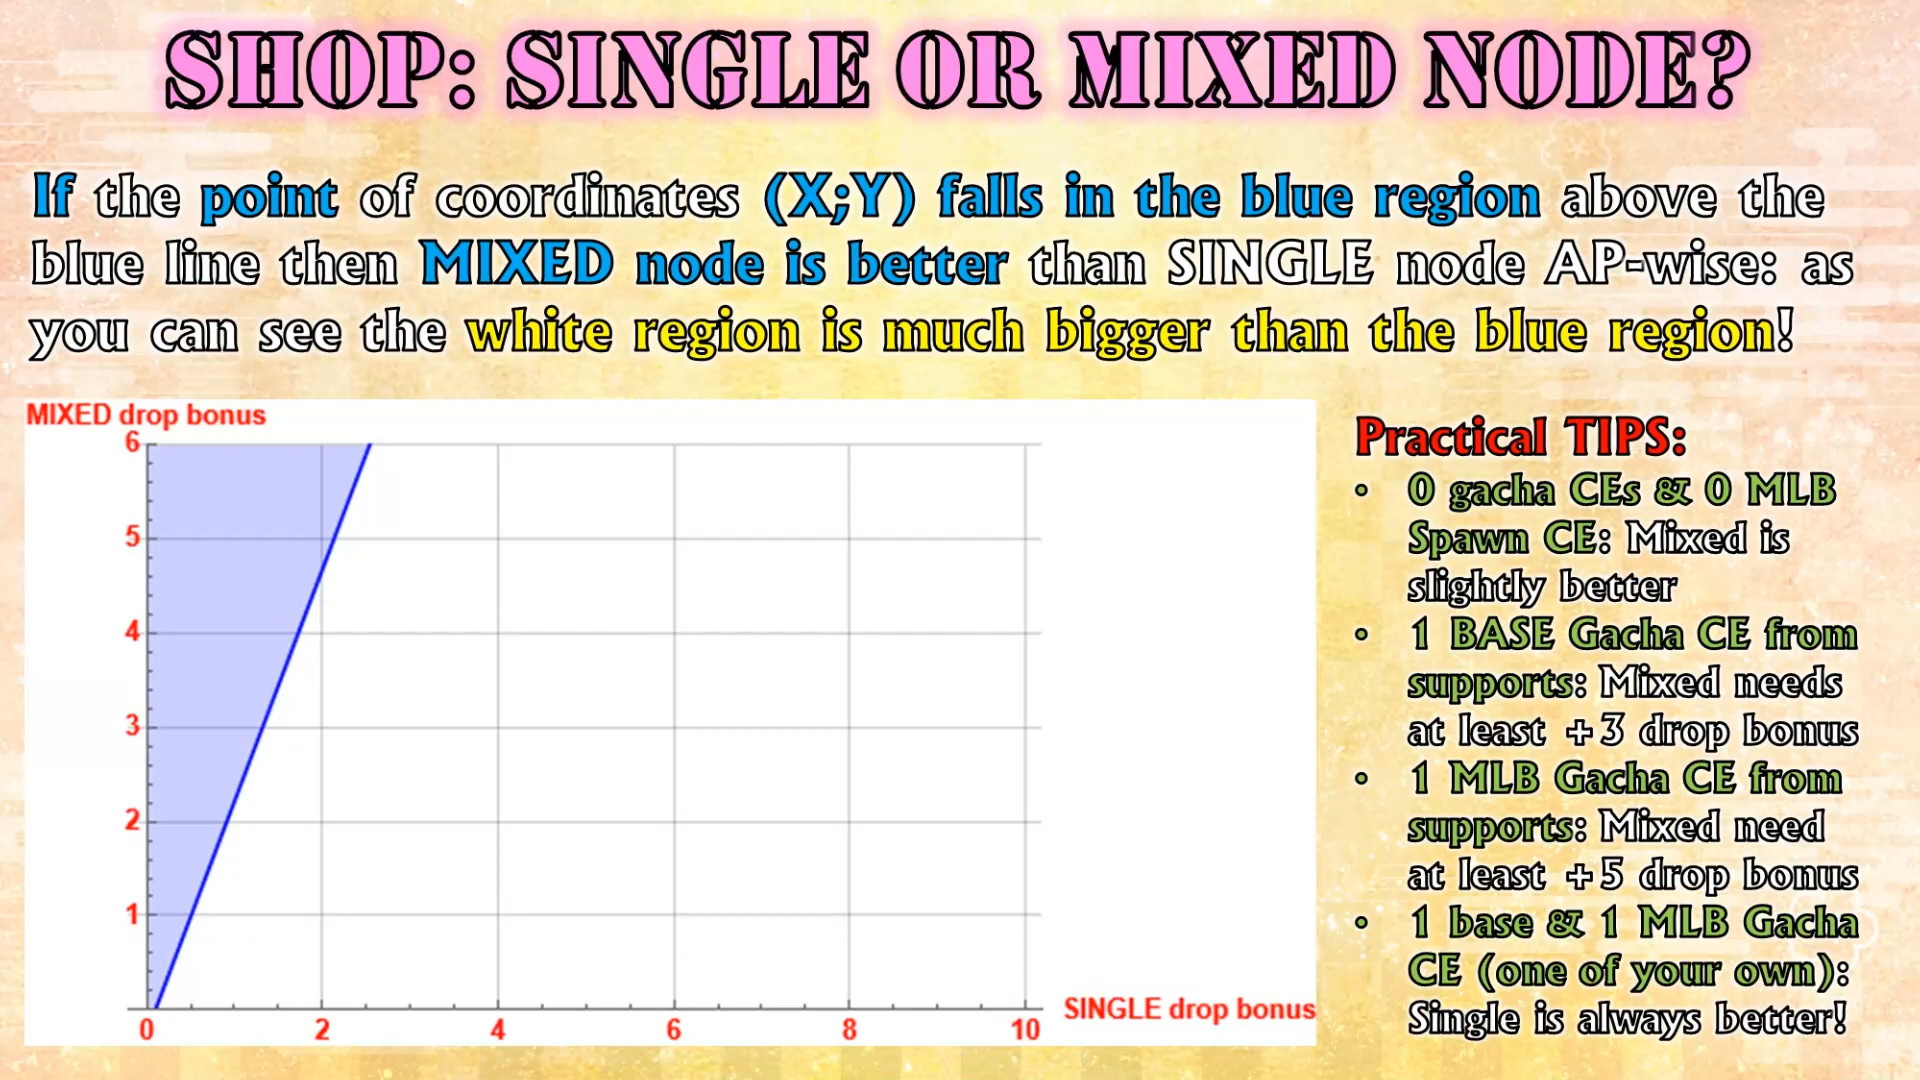 SHOP: SINGLE OR MIXED NODE?
If the point of coordinates (X;Y) falls in the blue region above the
blue line then MIXED node is better than SINGLE node AP-wise: as
you can see the white region is much bigger than the blue region!
MIXED drop bonus
6
5
4
3
2
1
0 2 4 6 8 10
SINGLE drop bonus
Practical TIPS:
• 0 gacha CEs & 0 MLB
Spawn CE: Mixed is
slightly better
• 1 BASE Gacha CE from
supports: Mixed needs
at least +3 drop bonus
• 1 MLB Gacha CE from
supports: Mixed need
at least +5 drop bonus
• 1 base & 1 MLB Gacha
CE (one of your own):
Single is always better!